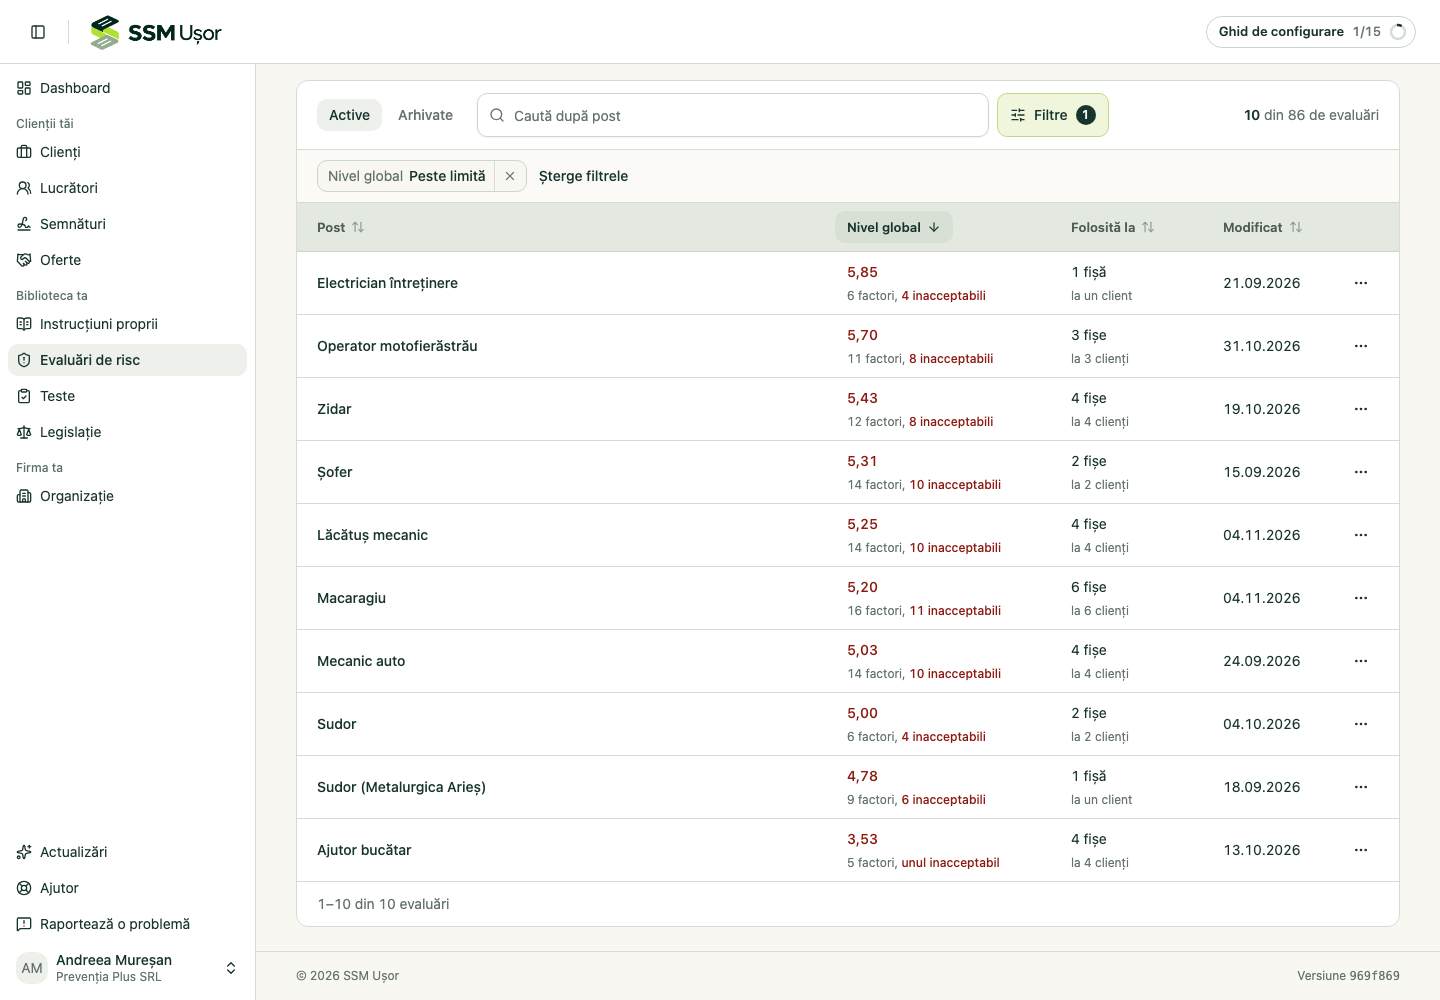 SSM Ușor
Ghid de configurare 1/15
Dashboard
Clienții tăi
Clienți
Lucrători
Semnături
Oferte
Biblioteca ta
Instrucțiuni proprii
Evaluări de risc
Teste
Legislație
Firma ta
Organizație
Actualizări
Ajutor
Raportează o problemă
AM
Andreea Mureșan
Prevenția Plus SRL
Active Arhivate Caută după post Filtre 1 10 din 86 de evaluări
Nivel global Peste limită Șterge filtrele
Post Nivel global Folosită la Modificat
Electrician întreținere 5,85 1 fișă 21.09.2026
6 factori, 4 inacceptabili la un client
Operator motofierăstrău 5,70 3 fișe 31.10.2026
11 factori, 8 inacceptabili la 3 clienți
Zidar 5,43 4 fișe 19.10.2026
12 factori, 8 inacceptabili la 4 clienți
Șofer 5,31 2 fișe 15.09.2026
14 factori, 10 inacceptabili la 2 clienți
Lăcătuș mecanic 5,25 4 fișe 04.11.2026
14 factori, 10 inacceptabili la 4 clienți
Macaragiu 5,20 6 fișe 04.11.2026
16 factori, 11 inacceptabili la 6 clienți
Mecanic auto 5,03 4 fișe 24.09.2026
14 factori, 10 inacceptabili la 4 clienți
Sudor 5,00 2 fișe 04.10.2026
6 factori, 4 inacceptabili la 2 clienți
Sudor (Metalurgica Arieș) 4,78 1 fișă 18.09.2026
9 factori, 6 inacceptabili la un client
Ajutor bucătar 3,53 4 fișe 13.10.2026
5 factori, unul inacceptabil la 4 clienți
1–10 din 10 evaluări
© 2026 SSM Ușor
Versiune 969f869